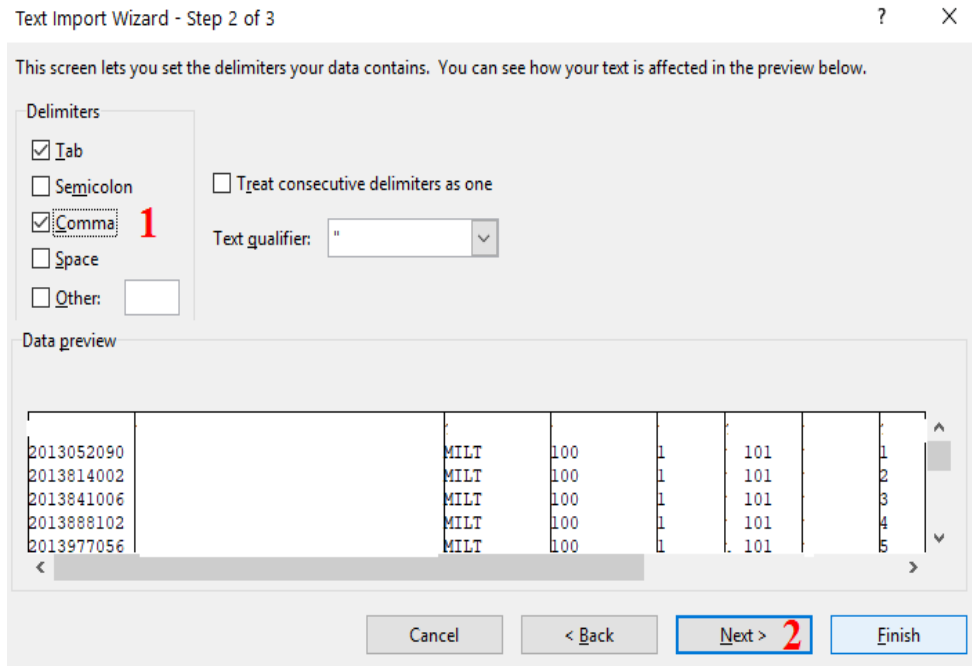 Text Import Wizard - Step 2 of 3 ? ×
This screen lets you set the delimiters your data contains. You can see how your text is affected in the preview below.
Delimiters
Tab
Semicolon
Comma 1
Space
Other:
Treat consecutive delimiters as one
Text qualifier: "
Data preview
2013052090 MILT 100 1 101 1
2013814002 MILT 100 1 101 2
2013841006 MILT 100 1 101 3
2013888102 MILT 100 1 101 4
2013977056 MILT 100 1 101 5
Cancel < Back Next > 2 Finish